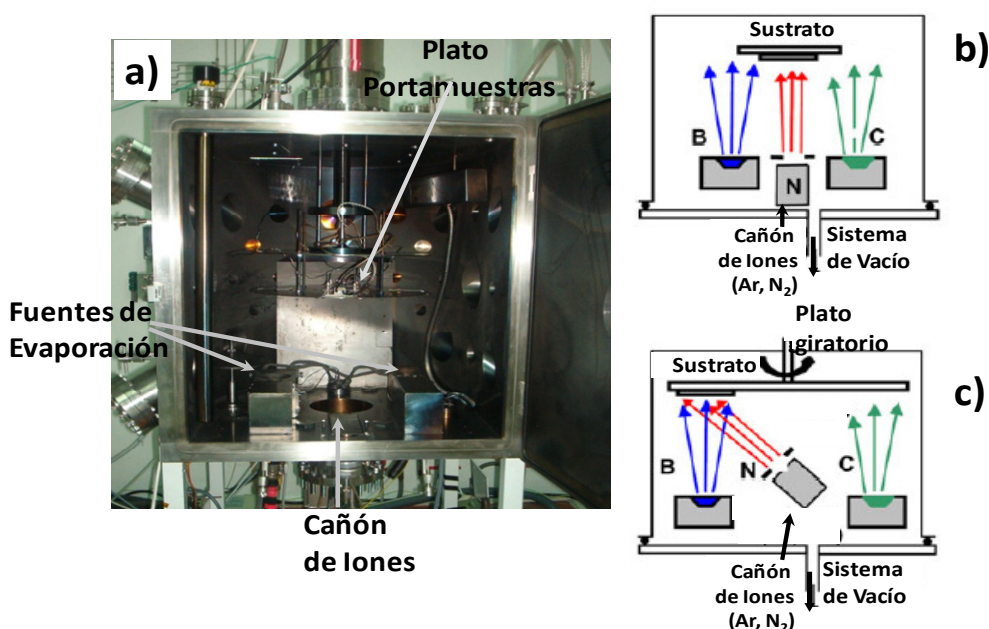 a)
Plato
Portamuestras
Fuentes de
Evaporación
Cañón
de Iones
b)
Sustrato
B
C
N
Cañón
de Iones
(Ar, N₂)
Sistema
de Vacío
c)
Plato
giratorio
Sustrato
B
N
C
Cañón
de Iones
(Ar, N₂)
Sistema
de Vacío